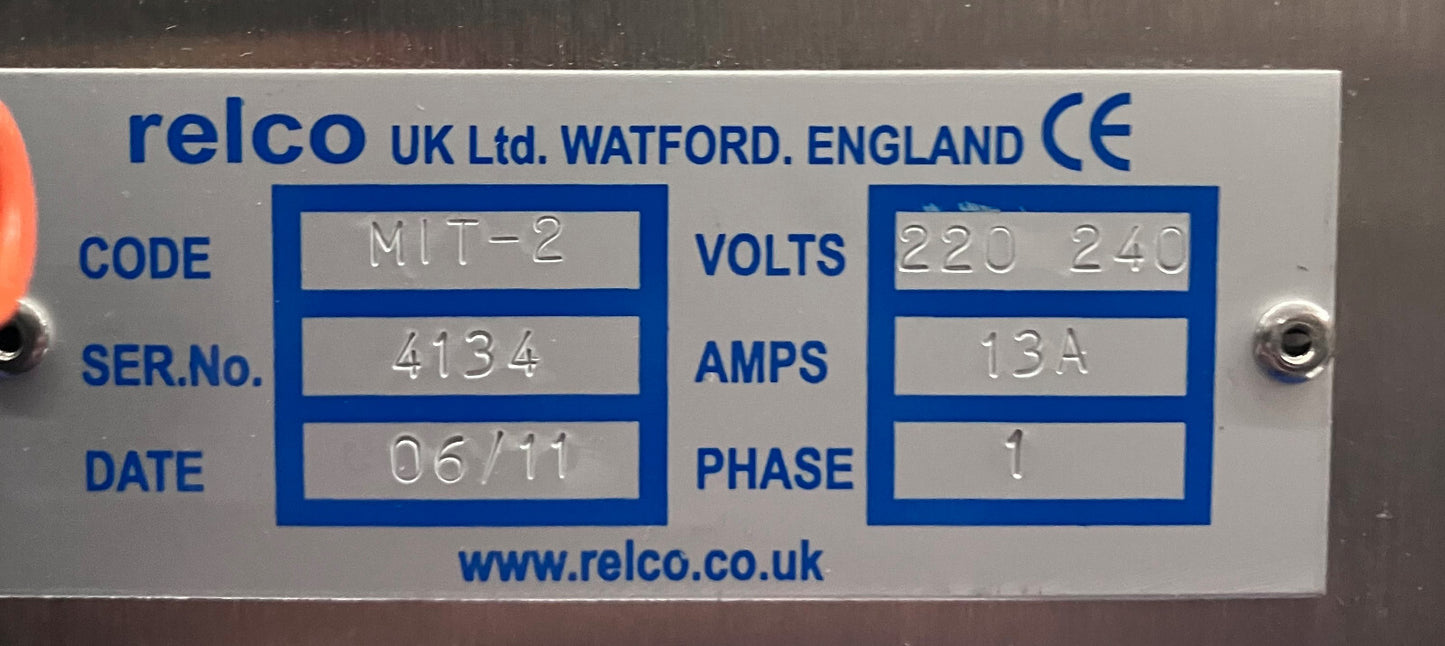 relco UK Ltd. WATFORD. ENGLAND CE
CODE MIT-2 VOLTS 220 240
SER.No. 4134 AMPS 13A
DATE 06/11 PHASE 1
www.relco.co.uk